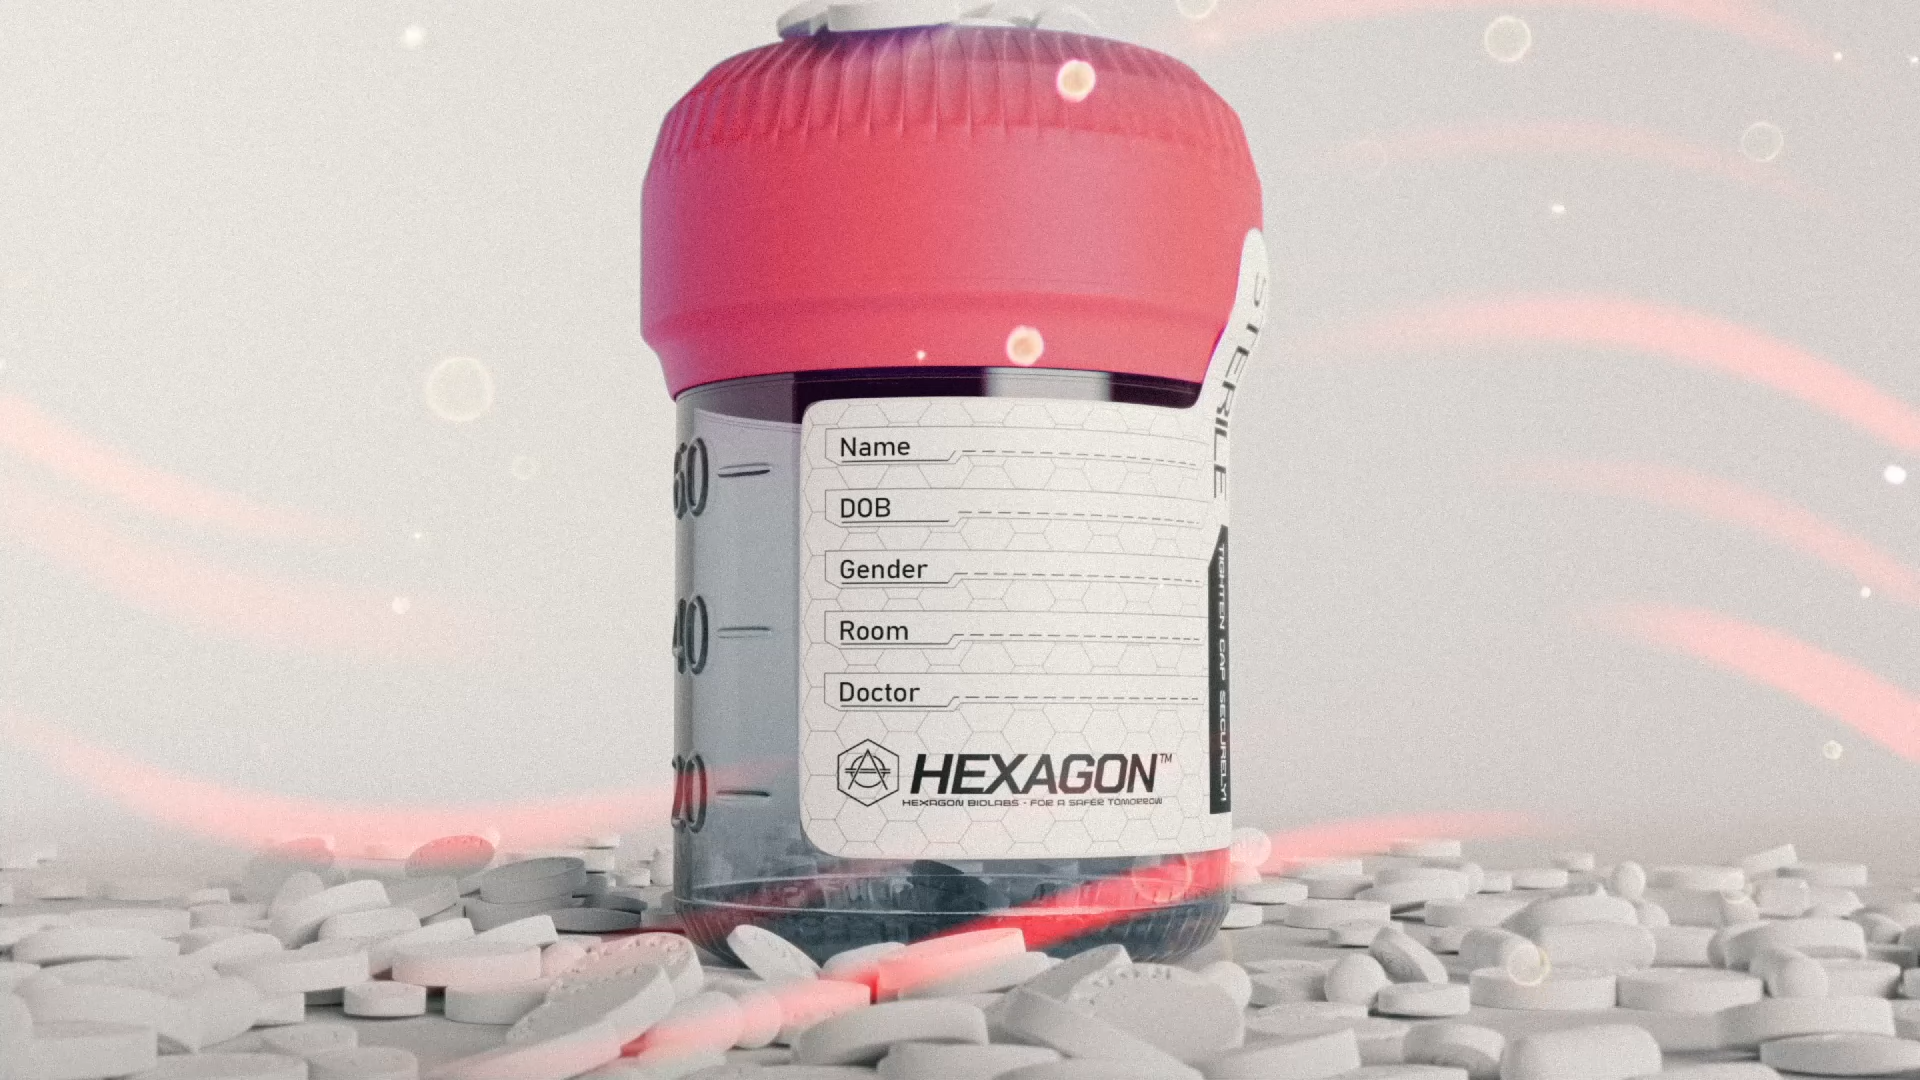 STERILE
60
Name
DOB
Gender
40
Room
Doctor
20
HEXAGON™
HEXAGON BIOLABS - FOR A SAFER TOMORROW
TIGHTEN CAP SECURELY!